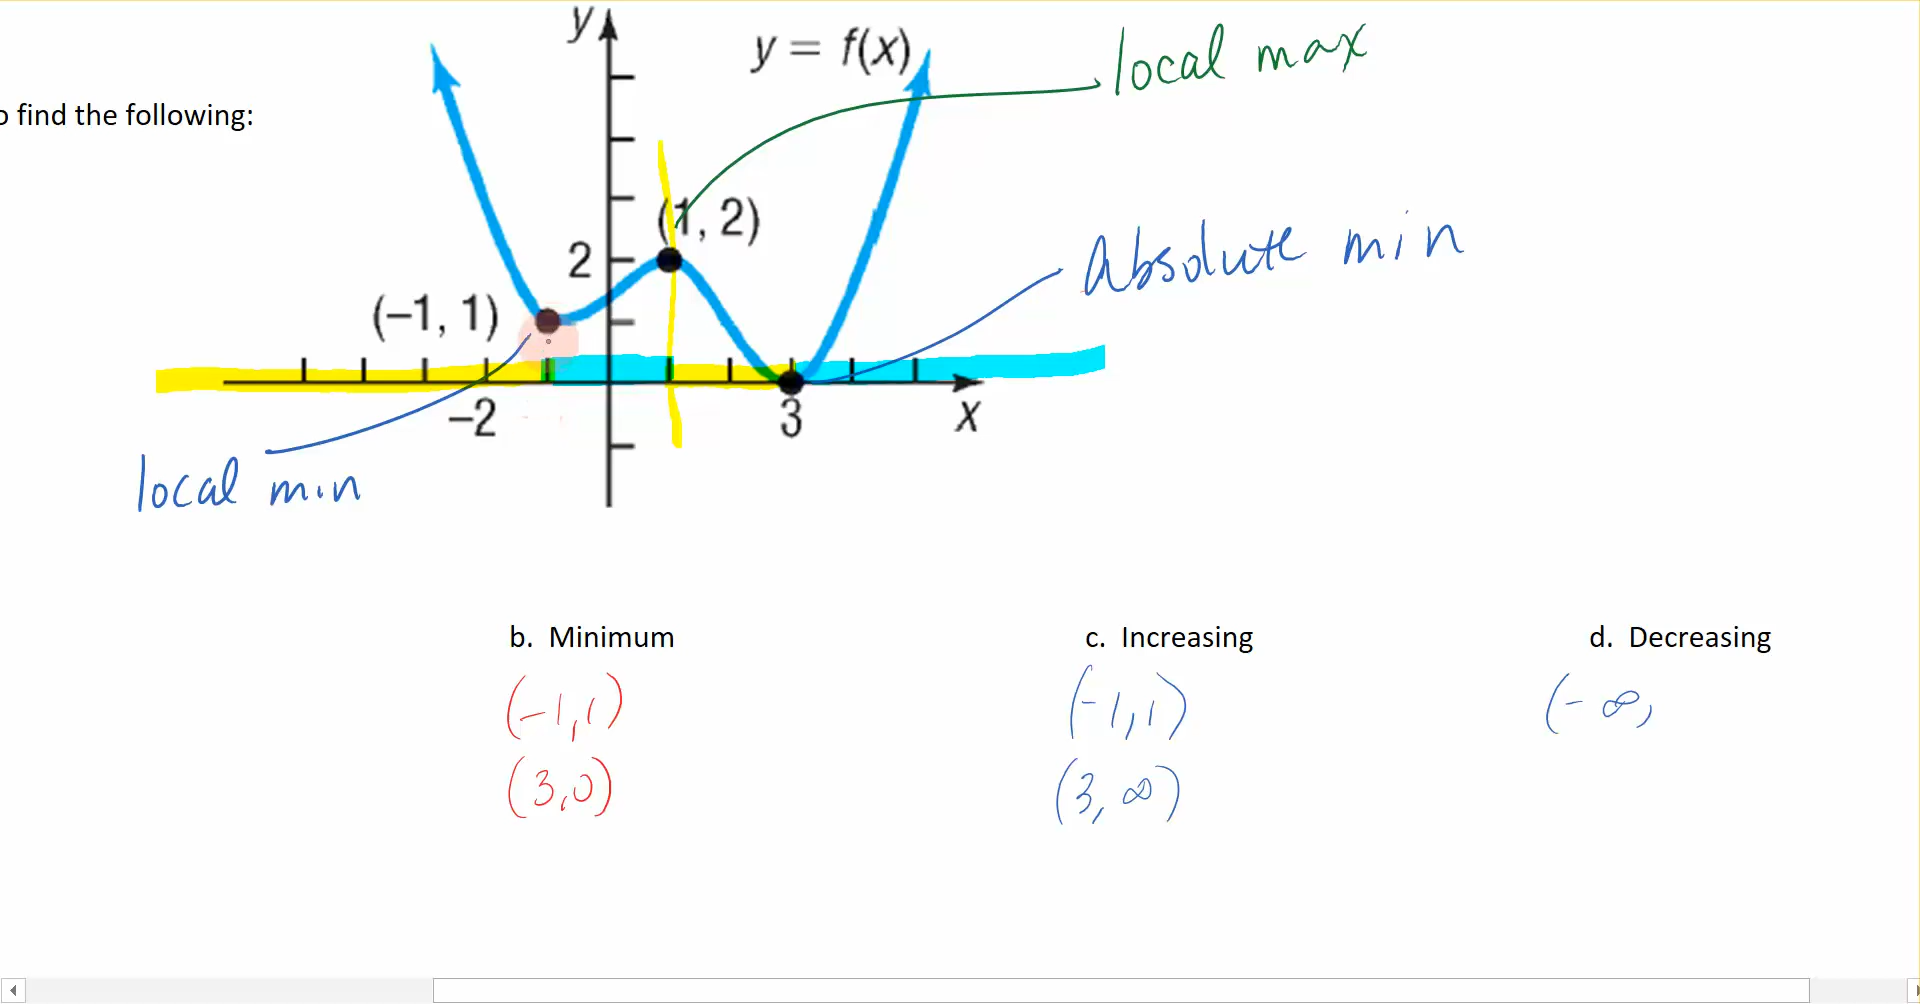 y
y = f(x)
local max
o find the following:
(1, 2)
2
Absolute min
(–1, 1)
–2
3
x
local min
b. Minimum
c. Increasing
d. Decreasing
(-1,1)
(-1,1)
(-∞,
(3,0)
(3,∞)